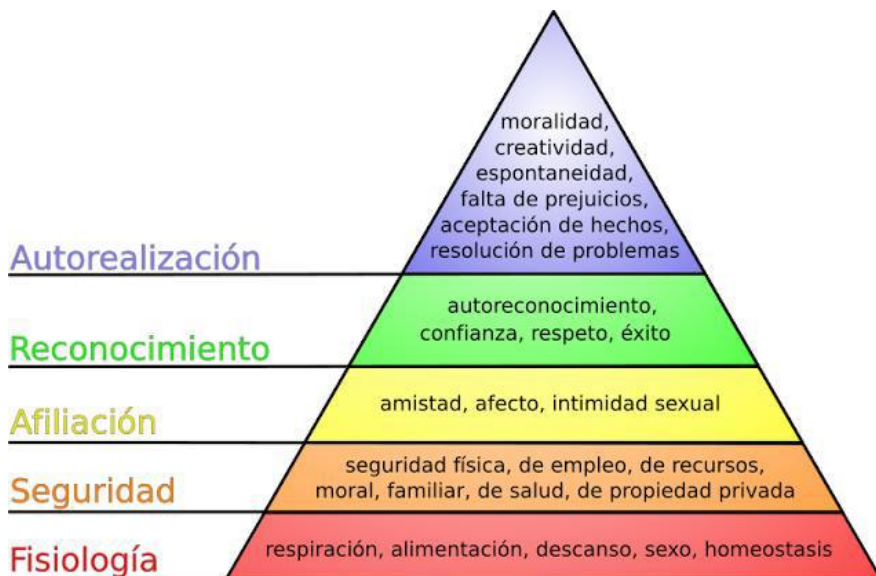 moralidad,
creatividad,
espontaneidad,
falta de prejuicios,
aceptación de hechos,
resolución de problemas
Autorealización
autoreconocimiento,
confianza, respeto, éxito
Reconocimiento
amistad, afecto, intimidad sexual
Afiliación
seguridad física, de empleo, de recursos,
moral, familiar, de salud, de propiedad privada
Seguridad
respiración, alimentación, descanso, sexo, homeostasis
Fisiología